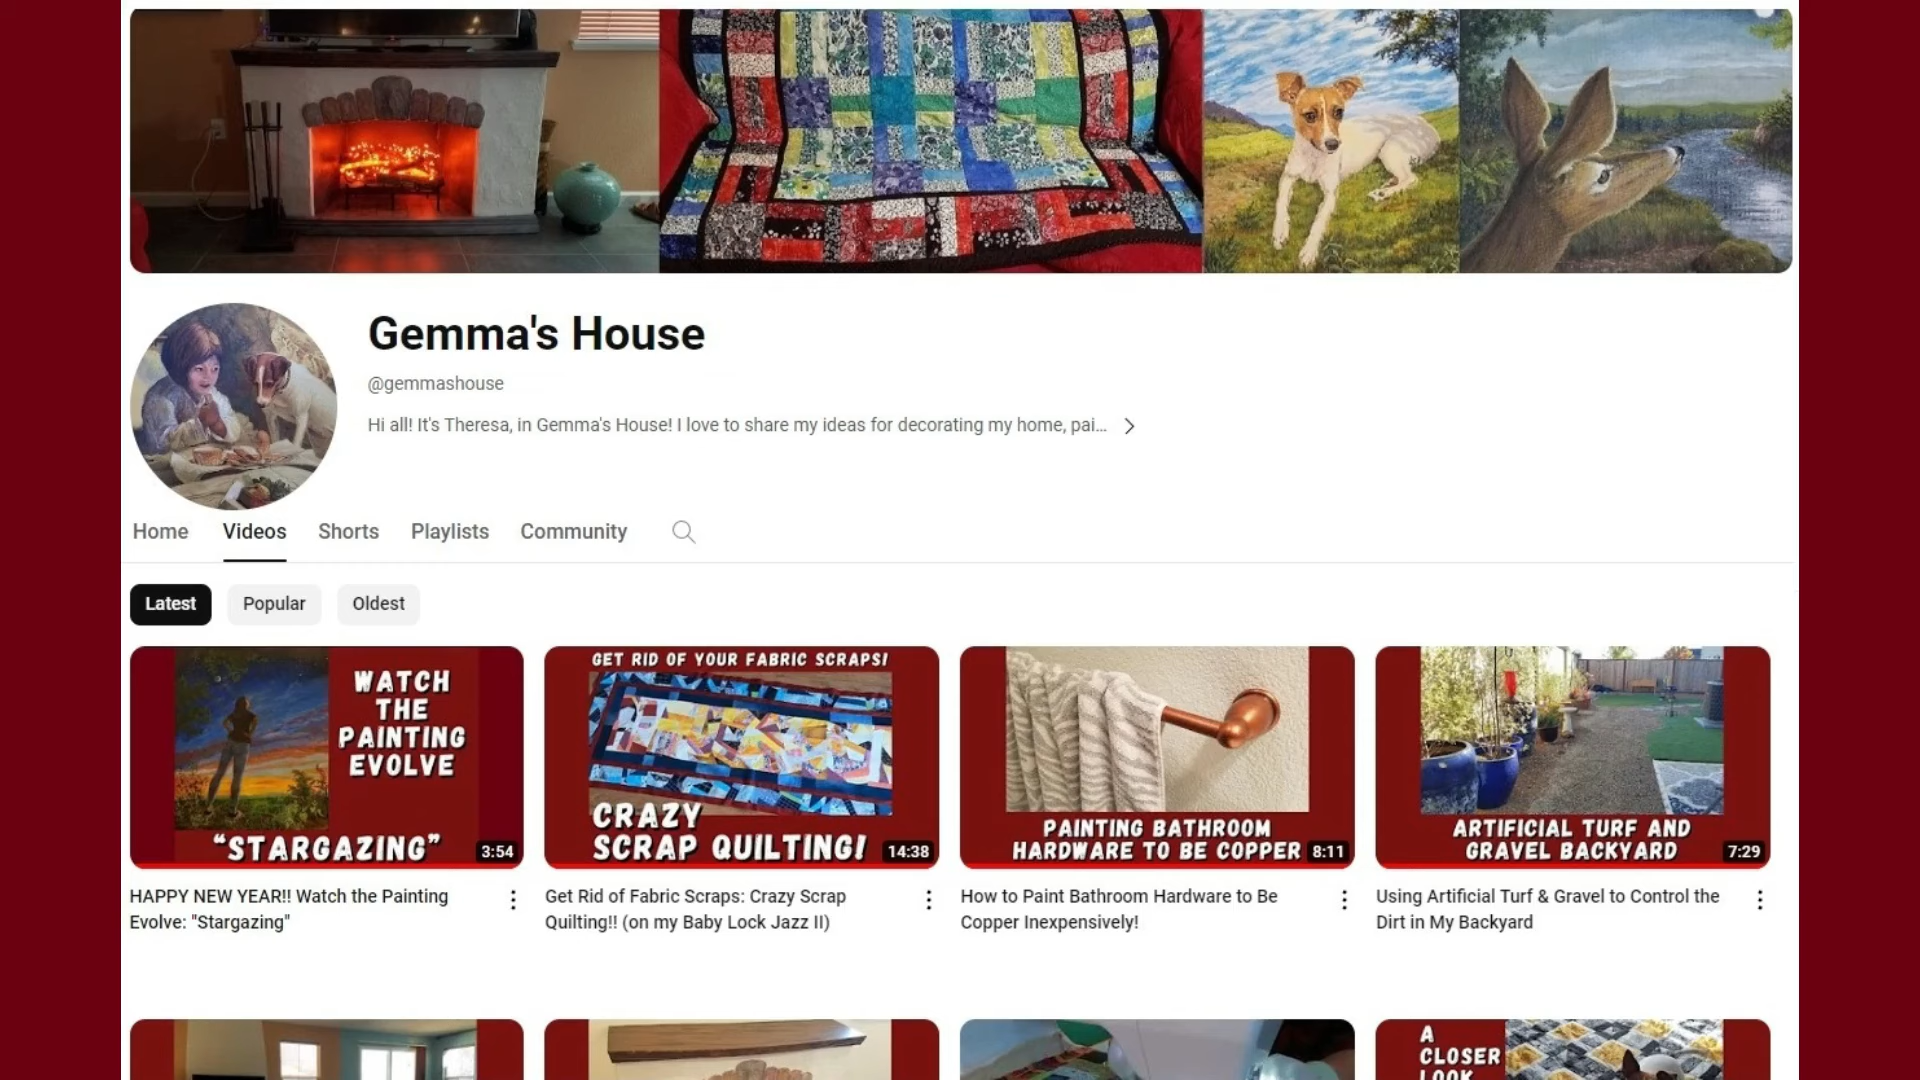 Gemma's House
@gemmashouse
Hi all! It's Theresa, in Gemma's House! I love to share my ideas for decorating my home, pai...
Home Videos Shorts Playlists Community
Latest Popular Oldest
WATCH
THE
PAINTING
EVOLVE
"STARGAZING"
3:54
HAPPY NEW YEAR!! Watch the Painting
Evolve: "Stargazing"
GET RID OF YOUR FABRIC SCRAPS!
CRAZY
SCRAP QUILTING!
14:38
Get Rid of Fabric Scraps: Crazy Scrap
Quilting!! (on my Baby Lock Jazz II)
PAINTING BATHROOM
HARDWARE TO BE COPPER
8:11
How to Paint Bathroom Hardware to Be
Copper Inexpensively!
ARTIFICIAL TURF AND
GRAVEL BACKYARD
7:29
Using Artificial Turf & Gravel to Control the
Dirt in My Backyard
A
CLOSER
LOOK